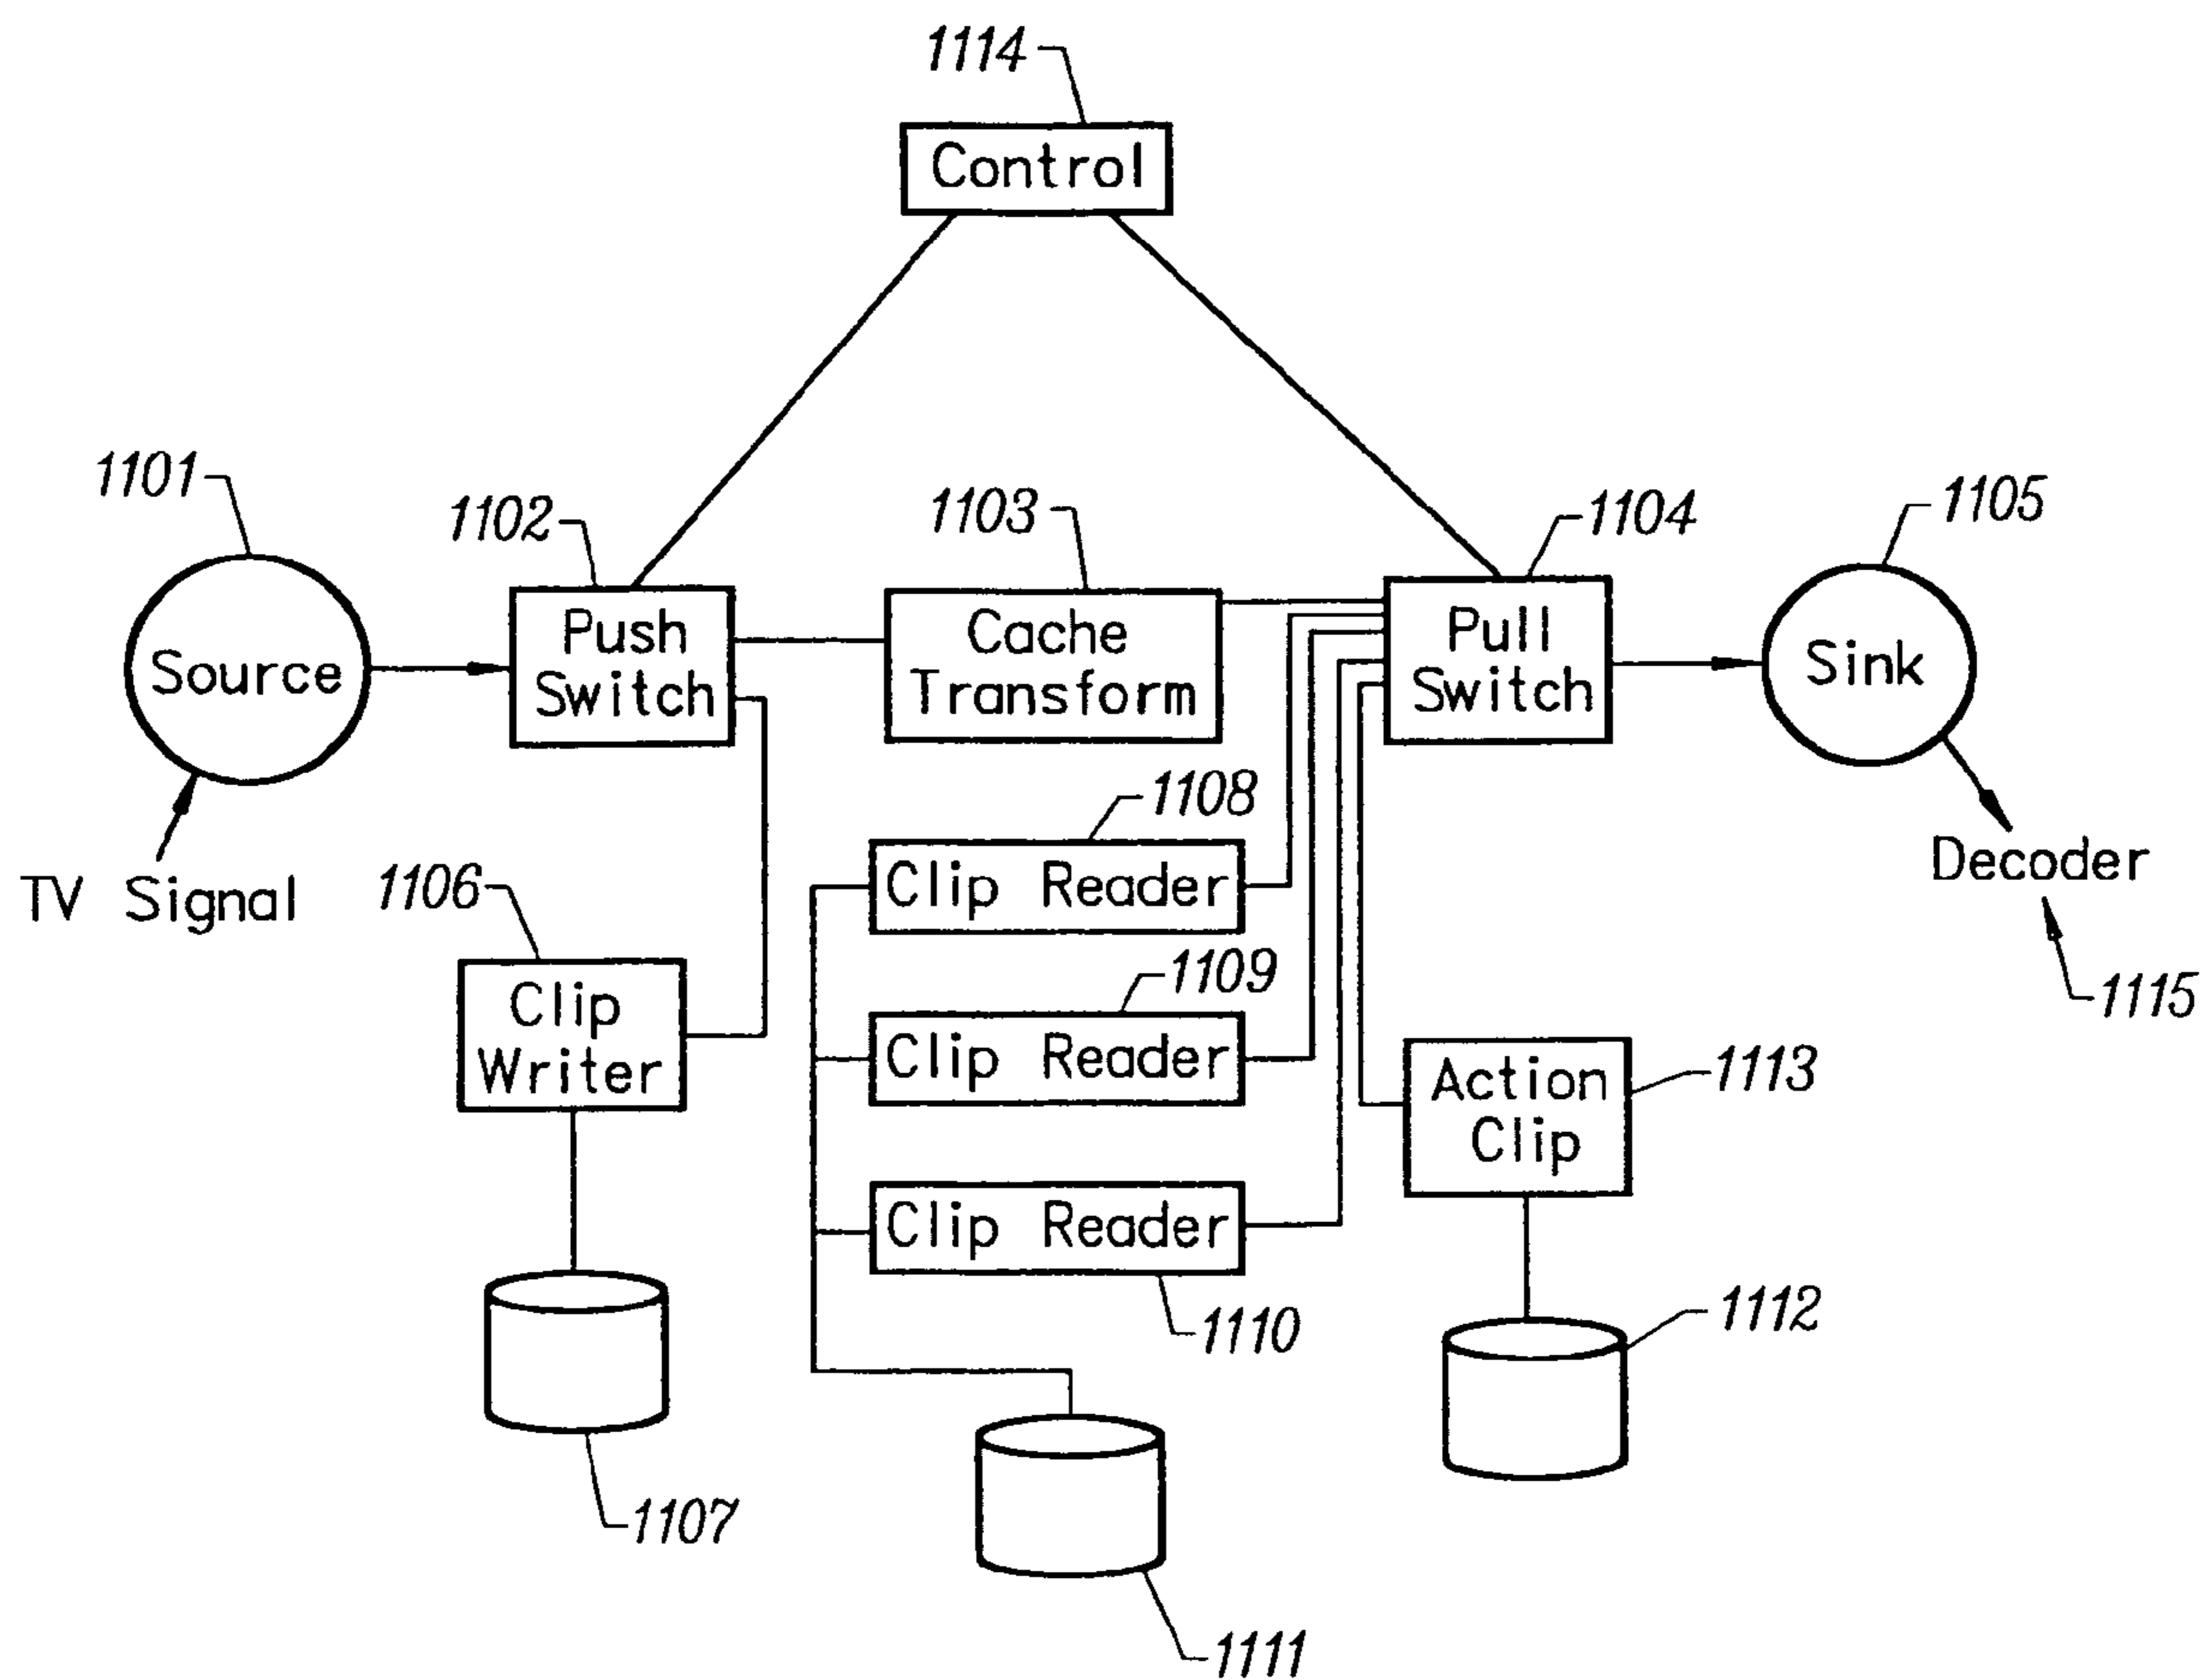 1114
Control
1101
1102
1103
1104
1105
Source
Push
Switch
Cache
Transform
Pull
Switch
Sink
TV Signal
1106
1108
Clip Reader
Decoder
1115
Clip
Writer
1109
Clip Reader
Action
Clip
1113
Clip Reader
1110
1112
1107
1111